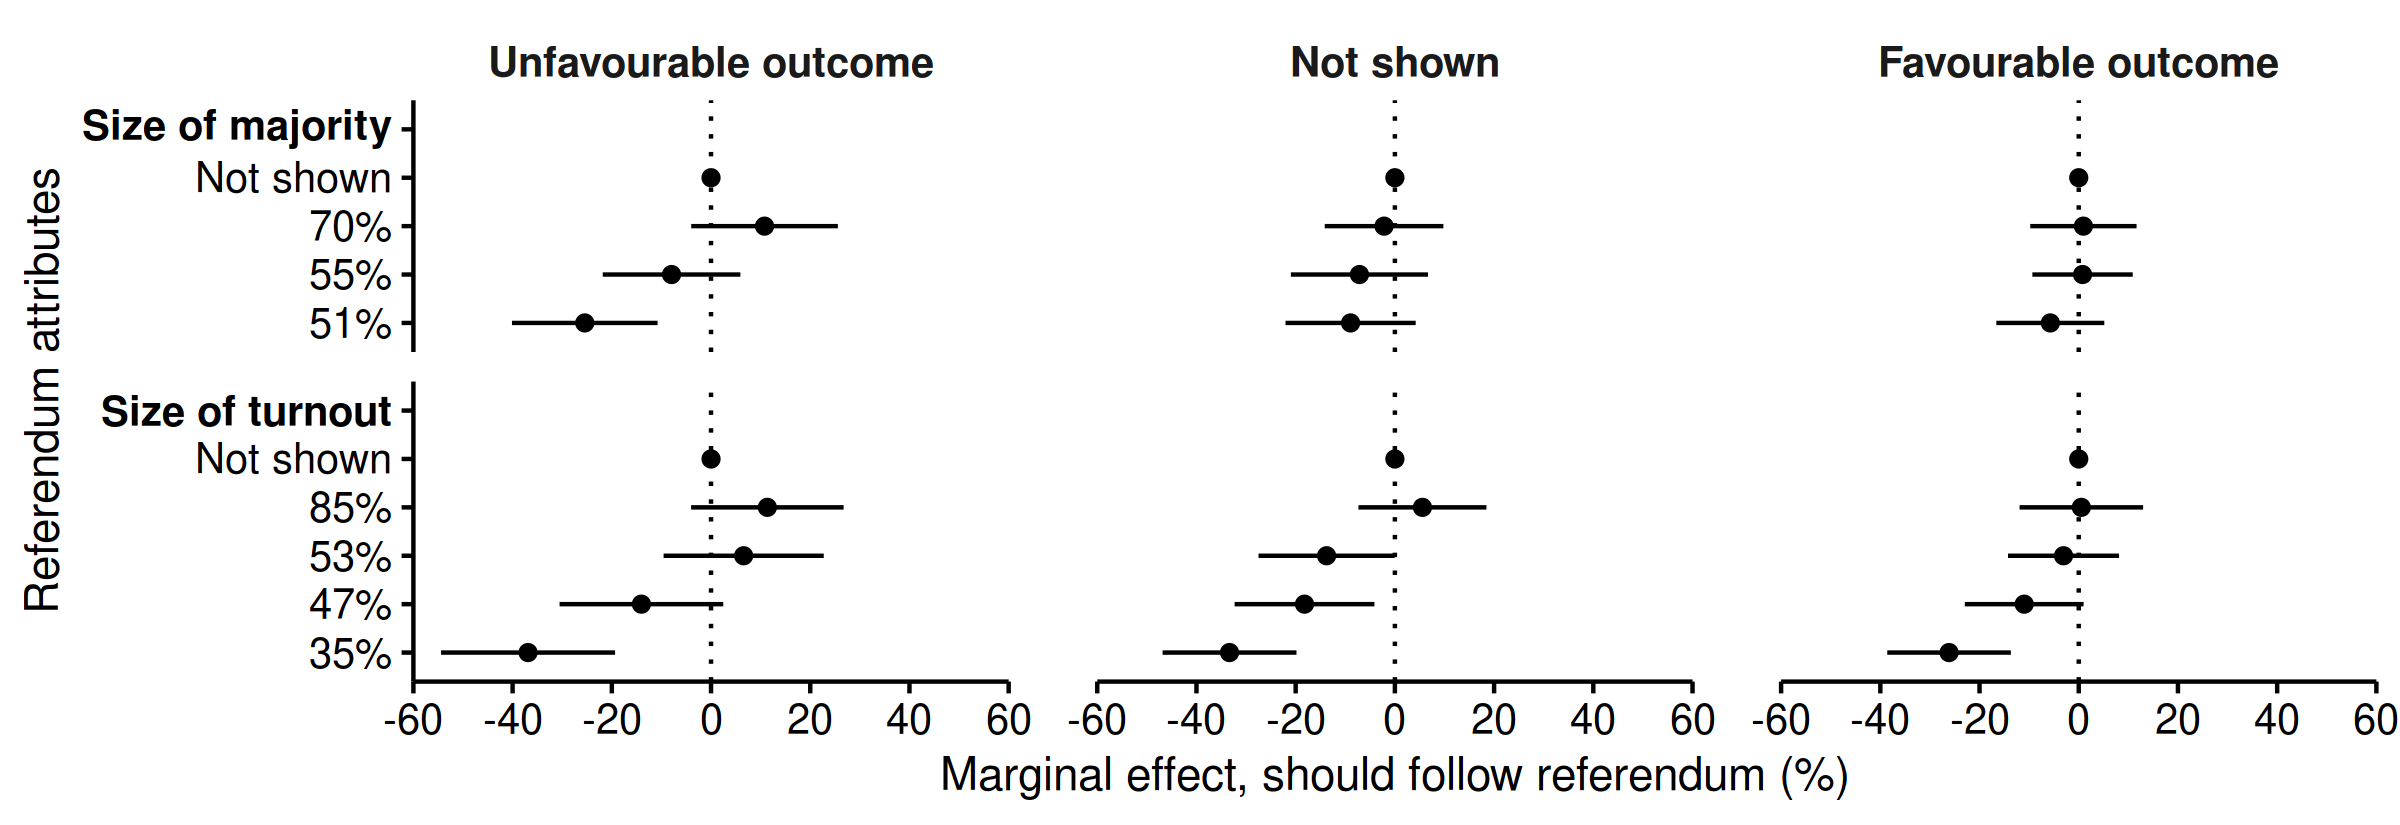 Unfavourable outcome
Not shown
Favourable outcome
Referendum attributes
Size of majority
Not shown
70%
55%
51%
Size of turnout
Not shown
85%
53%
47%
35%
-60 -40 -20 0 20 40 60
-60 -40 -20 0 20 40 60
-60 -40 -20 0 20 40 60
Marginal effect, should follow referendum (%)